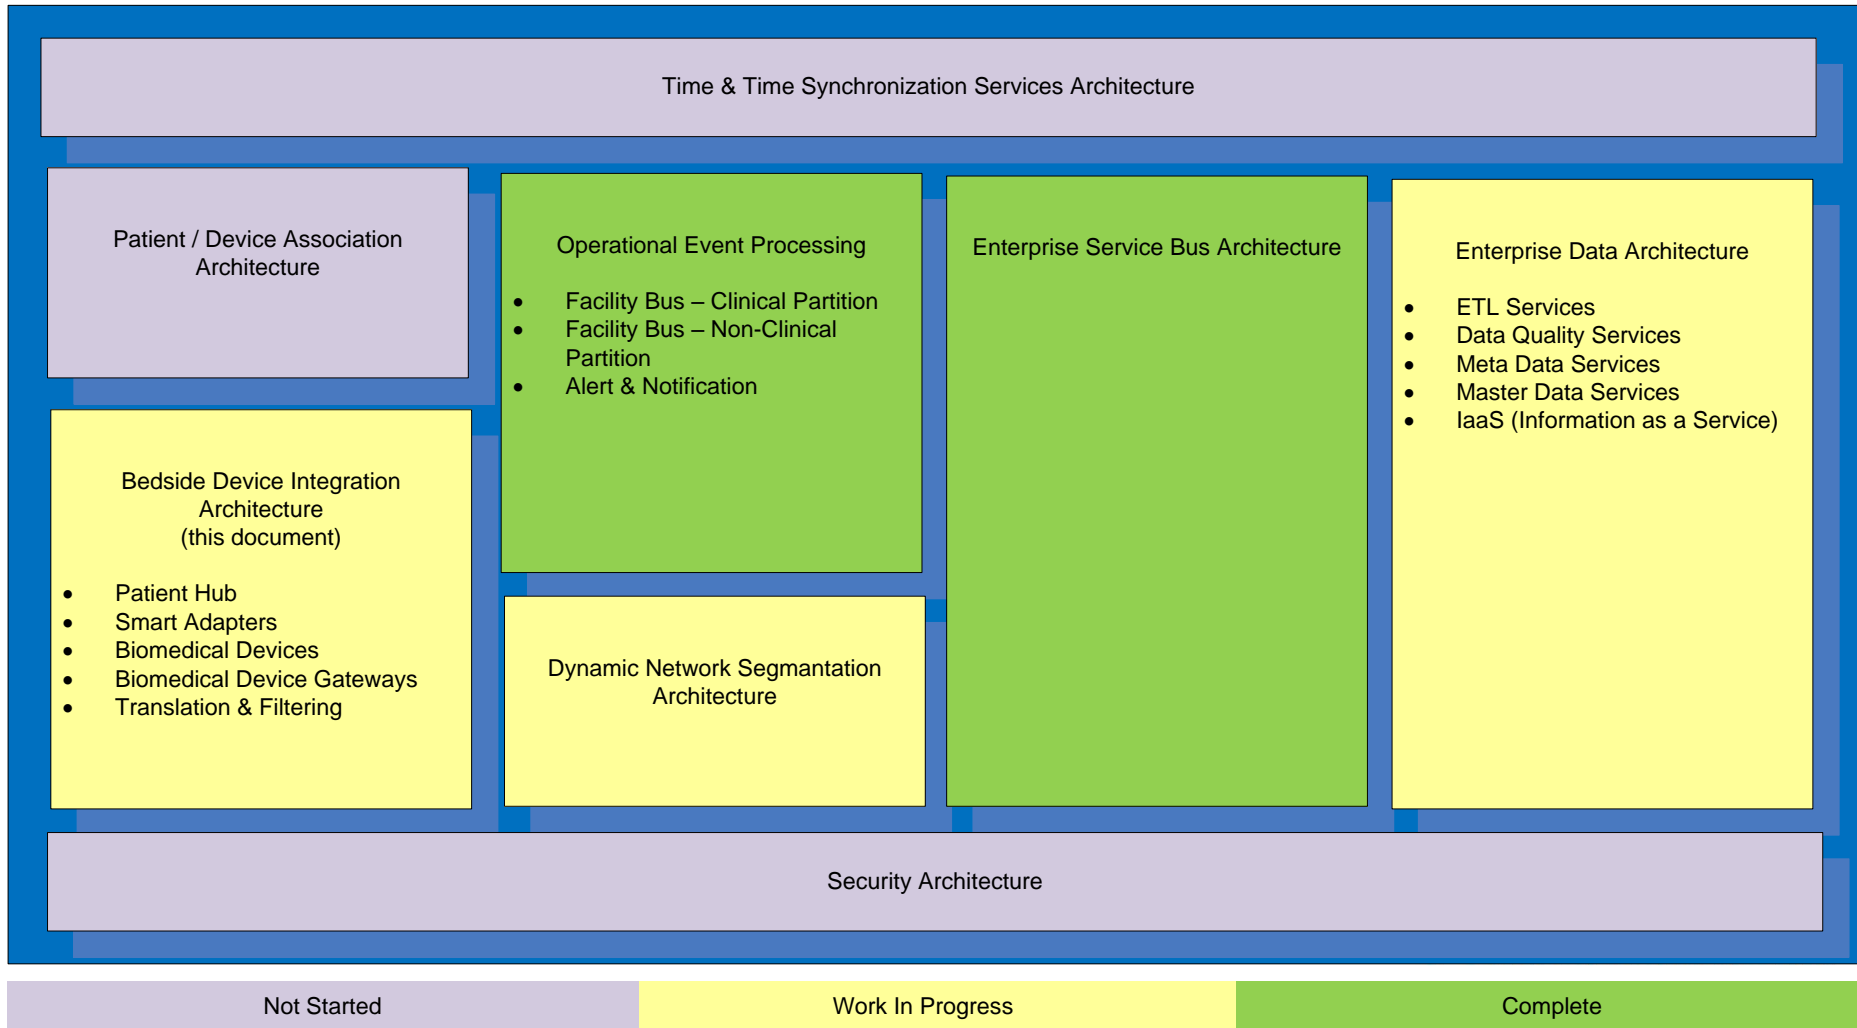 Time & Time Synchronization Services Architecture
Patient / Device Association
Architecture
Bedside Device Integration
Architecture
(this document)
• Patient Hub
• Smart Adapters
• Biomedical Devices
• Biomedical Device Gateways
• Translation & Filtering
Operational Event Processing
• Facility Bus – Clinical Partition
• Facility Bus – Non-Clinical
Partition
• Alert & Notification
Dynamic Network Segmantation
Architecture
Enterprise Service Bus Architecture
Enterprise Data Architecture
• ETL Services
• Data Quality Services
• Meta Data Services
• Master Data Services
• IaaS (Information as a Service)
Security Architecture
Not Started
Work In Progress
Complete